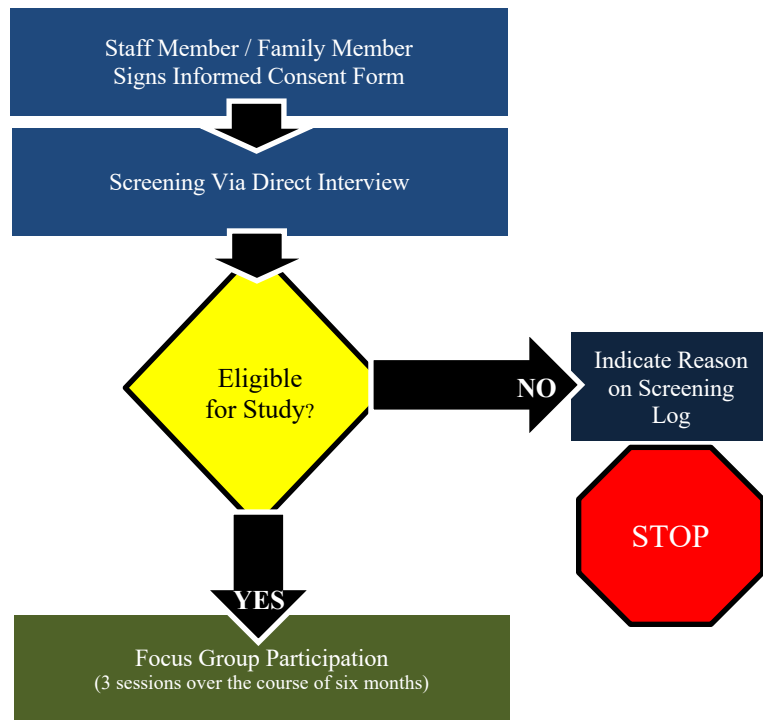 Staff Member / Family Member
Signs Informed Consent Form
Screening Via Direct Interview
Eligible
for Study?
NO
Indicate Reason
on Screening
Log
STOP
YES
Focus Group Participation
(3 sessions over the course of six months)